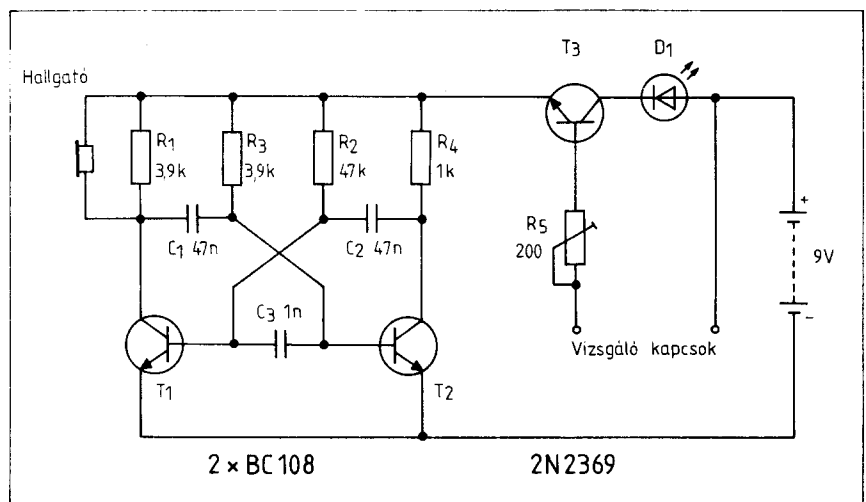 Hallgató
T3
D1
R1
3,9k
R3
3,9k
R2
47k
R4
1k
C1 47n
C2 47n
R5
200
+
9V
-
C3 1n
T1
T2
Vizsgáló kapcsok
2 × BC 108
2N 2369